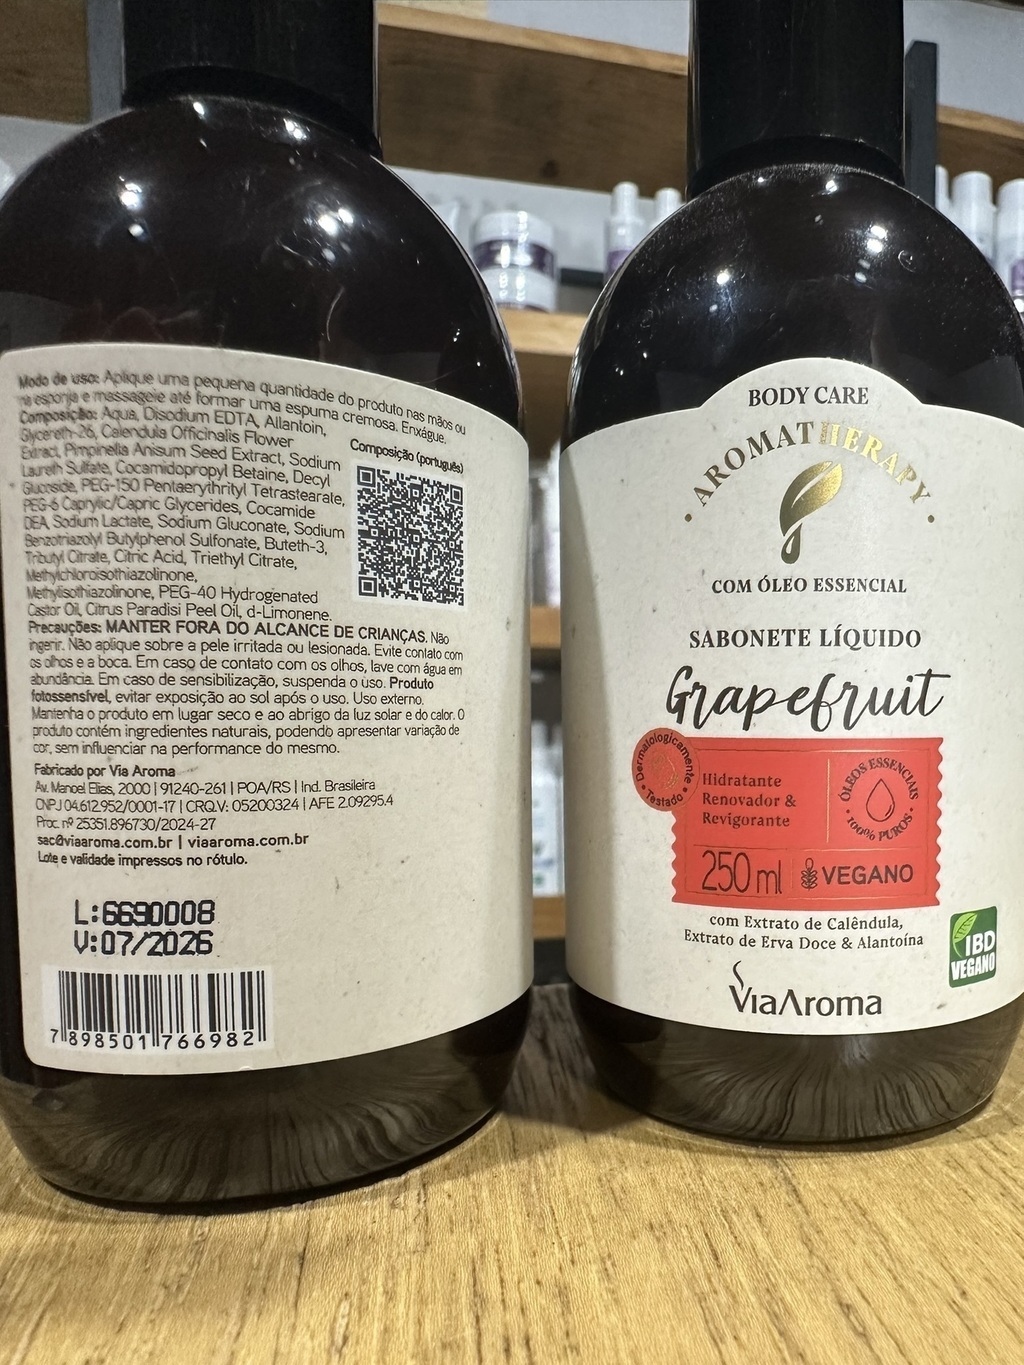 Modo de uso: Aplique uma pequena quantidade do produto nas mãos ou
na esponja e massageie até formar uma espuma cremosa. Enxágue.
Composição: Aqua, Disodium EDTA, Allantoin,
Glycereth-26, Calendula Officinalis Flower
Extract, Pimpinella Anisum Seed Extract, Sodium
Laureth Sulfate, Cocamidopropyl Betaine, Decyl
Glucoside, PEG-150 Pentaerythrityl Tetrastearate,
PEG-6 Caprylic/Capric Glycerides, Cocamide
DEA, Sodium Lactate, Sodium Gluconate, Sodium
Benzotriazolyl Butylphenol Sulfonate, Buteth-3,
Tributyl Citrate, Citric Acid, Triethyl Citrate,
Methylchloroisothiazolinone,
Methylisothiazolinone, PEG-40 Hydrogenated
Castor Oil, Citrus Paradisi Peel Oil, d-Limonene.
Composição (português)
Precauções: MANTER FORA DO ALCANCE DE CRIANÇAS. Não
ingerir. Não aplique sobre a pele irritada ou lesionada. Evite contato com
os olhos e a boca. Em caso de contato com os olhos, lave com água em
abundância. Em caso de sensibilização, suspenda o uso. Produto
fotossensível, evitar exposição ao sol após o uso. Uso externo.
Mantenha o produto em lugar seco e ao abrigo da luz solar e do calor. O
produto contém ingredientes naturais, podendo apresentar variação de
cor, sem influenciar na performance do mesmo.
Fabricado por Via Aroma
Av. Manoel Elias, 2000 | 91240-261 | POA/RS | Ind. Brasileira
CNPJ 04.612.952/0001-17 | CRQ.V: 05200324 | AFE 2.09295.4
Proc. nº 25351.896730/2024-27
sac@viaaroma.com.br | viaaroma.com.br
Lote e validade impressos no rótulo.
L:6690008
V:07/2026
7 898501 766982
BODY CARE
• AROMATHERAPY •
COM ÓLEO ESSENCIAL
SABONETE LÍQUIDO
Grapefruit
Dermatologicamente • Testado •
Hidratante
Renovador &
Revigorante
ÓLEOS ESSENCIAIS • 100% PUROS •
250 ml
VEGANO
com Extrato de Calêndula,
Extrato de Erva Doce & Alantoína
IBD
VEGANO
ViaAroma